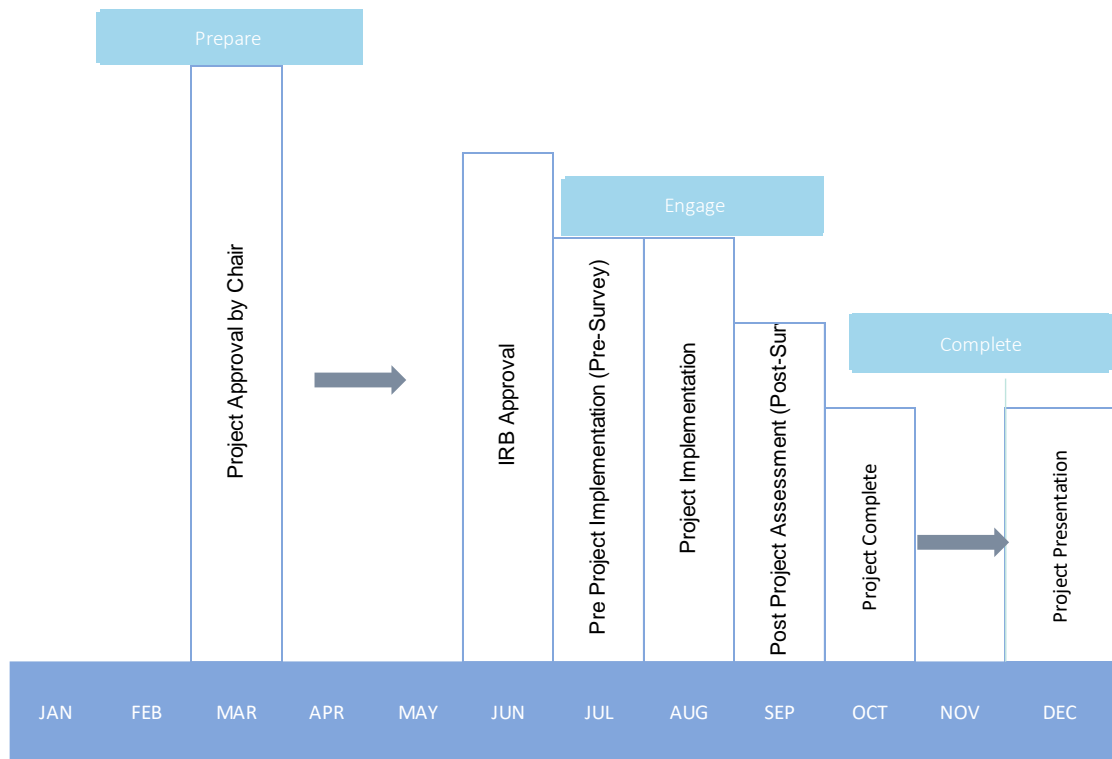 Prepare
Engage
Complete
Project Approval by Chair
IRB Approval
Pre Project Implementation (Pre-Survey)
Project Implementation
Post Project Assessment (Post-Sur
Project Complete
Project Presentation
JAN FEB MAR APR MAY JUN JUL AUG SEP OCT NOV DEC